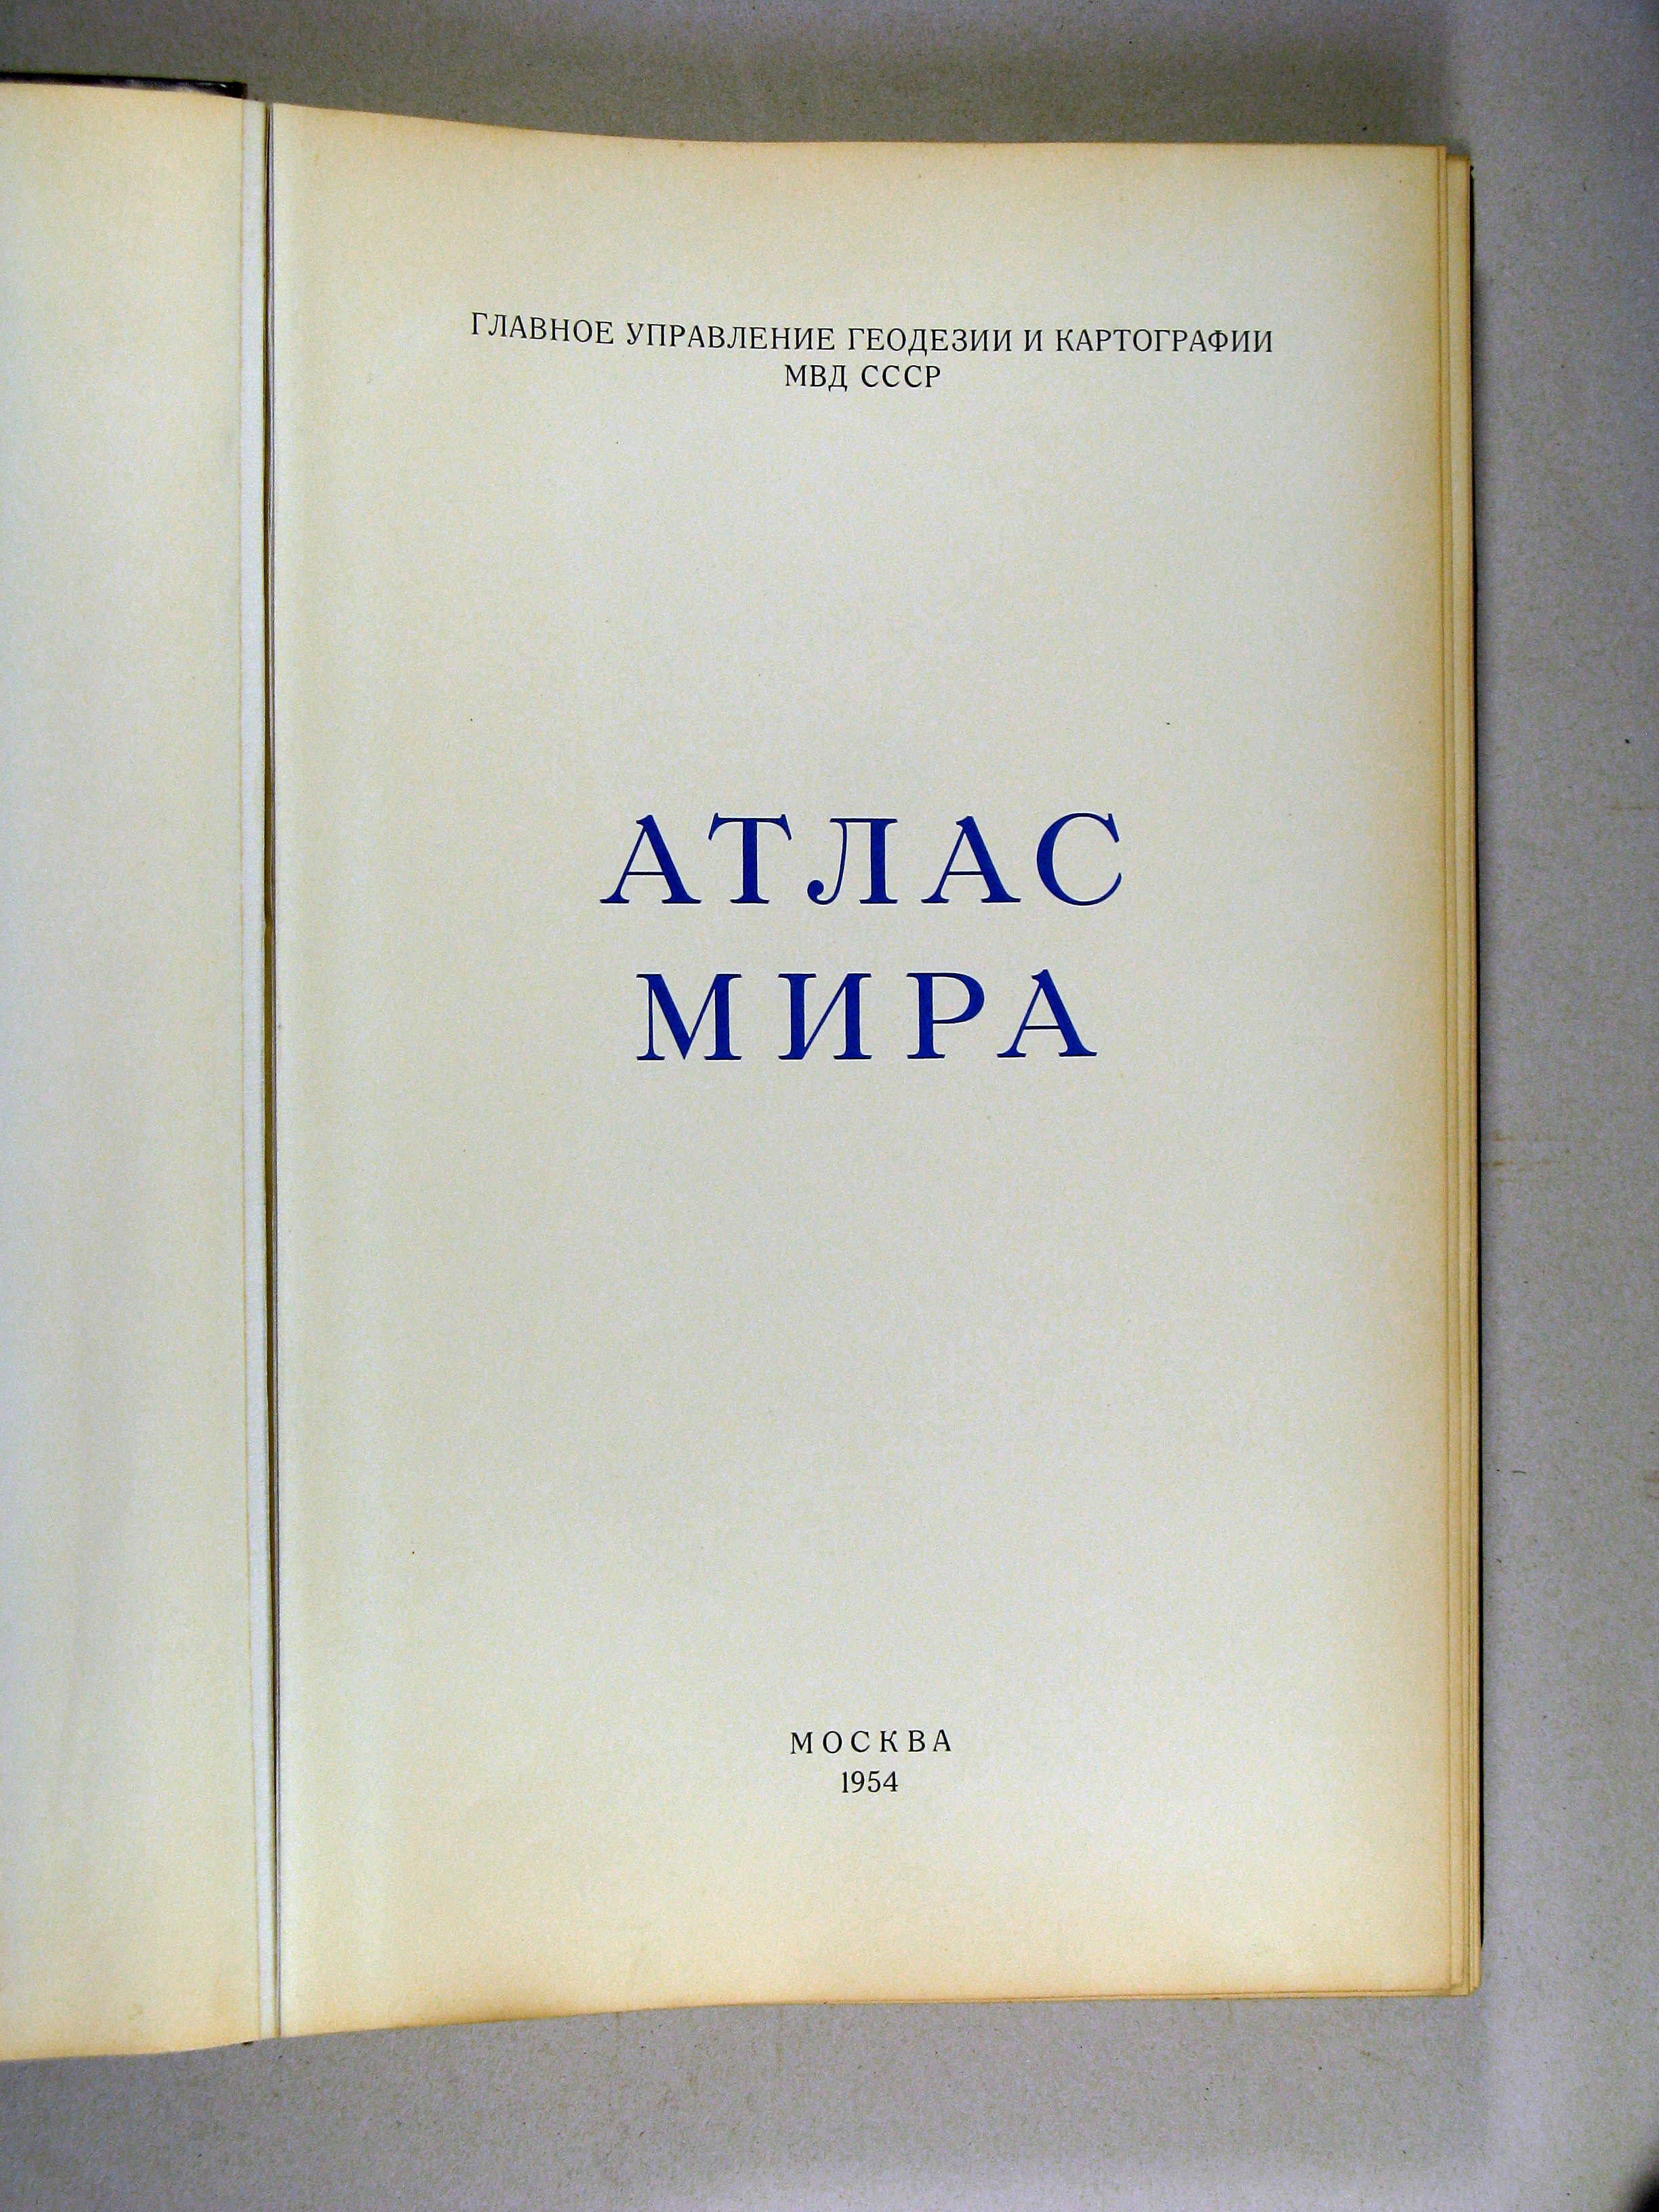 ГЛАВНОЕ УПРАВЛЕНИЕ ГЕОДЕЗИИ И КАРТОГРАФИИ
МВД СССР
АТЛАС
МИРА
МОСКВА
1954